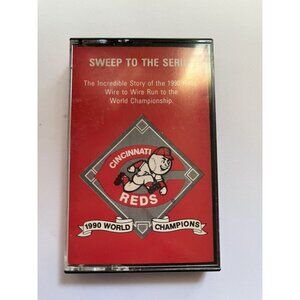 SWEEP TO THE
The Incredible Story of the 1990
Wire to Wire Run to the
World Championship.
CINCINNATI
REDS
1990 WORLD CHAMPIONS